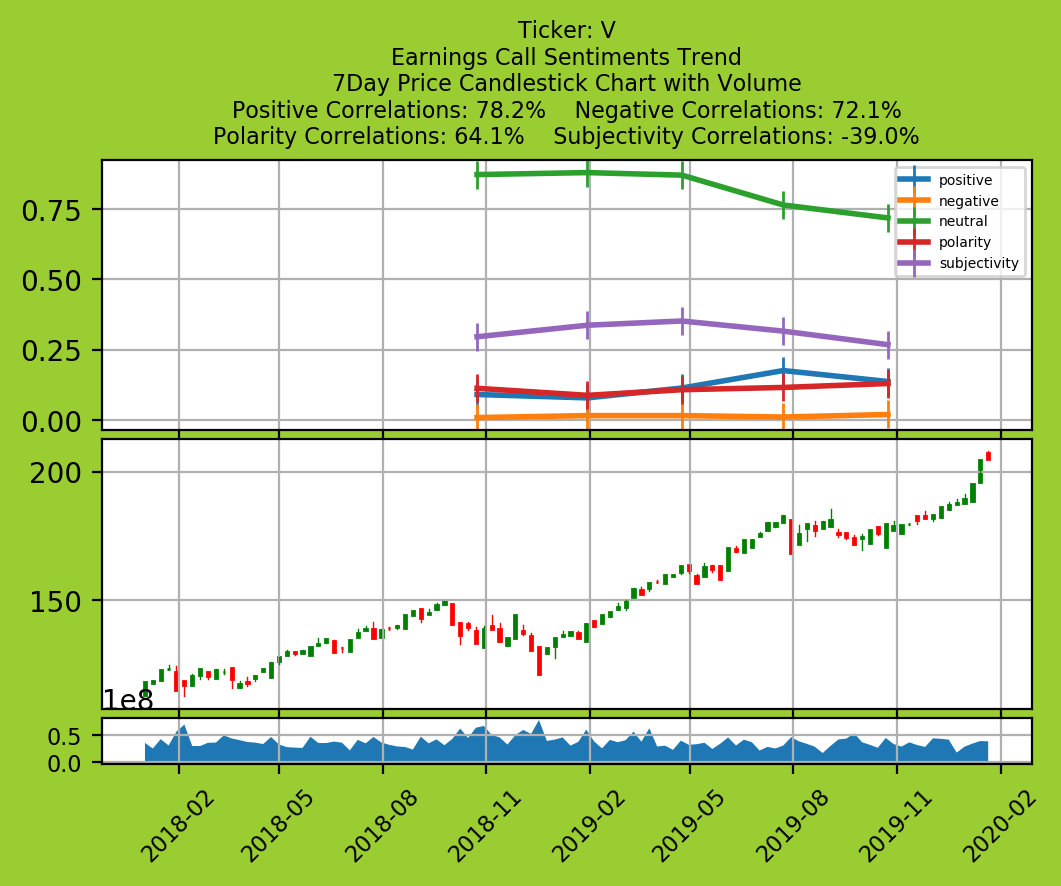 Ticker: V
Earnings Call Sentiments Trend
7Day Price Candlestick Chart with Volume
Positive Correlations: 78.2%    Negative Correlations: 72.1%
Polarity Correlations: 64.1%    Subjectivity Correlations: -39.0%
positive
negative
neutral
polarity
subjectivity
0.75
0.50
0.25
0.00
200
150
1e8
0.5
0.0
2018-02
2018-05
2018-08
2018-11
2019-02
2019-05
2019-08
2019-11
2020-02